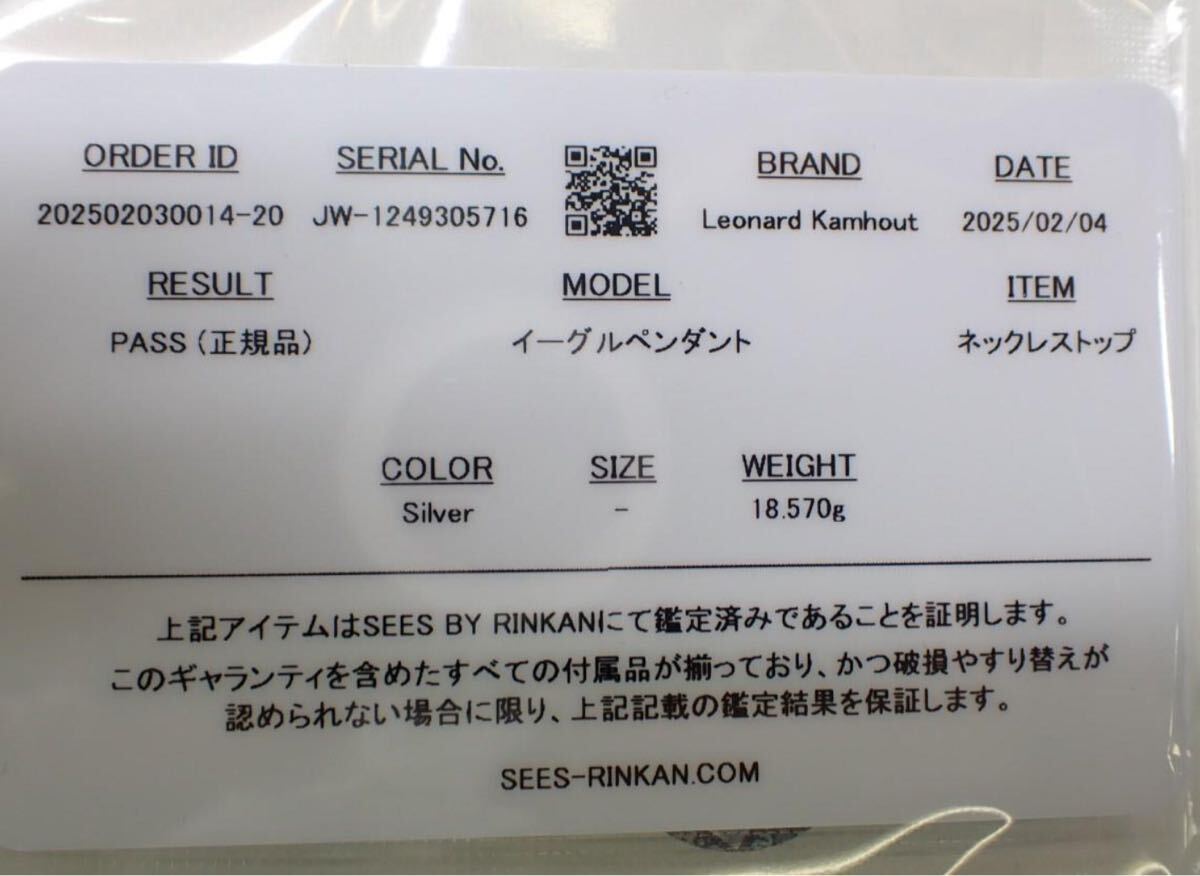 ORDER ID SERIAL No. BRAND DATE
202502030014-20 JW-1249305716 Leonard Kamhout 2025/02/04
RESULT MODEL ITEM
PASS (正規品) イーグルペンダント ネックレストップ
COLOR SIZE WEIGHT
Silver - 18.570g
上記アイテムはSEES BY RINKANにて鑑定済みであることを証明します。
このギャランティを含めたすべての付属品が揃っており、かつ破損やすり替えが
認められない場合に限り、上記記載の鑑定結果を保証します。
SEES-RINKAN.COM